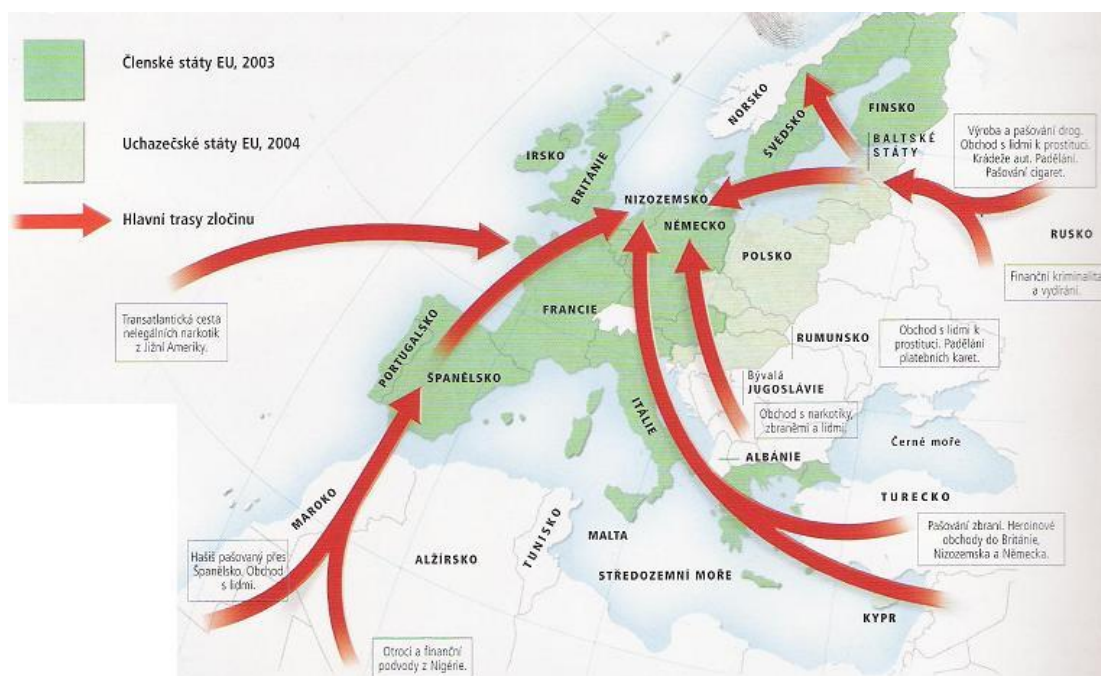 Členské státy EU, 2003
Uchazečské státy EU, 2004
Hlavní trasy zločinu
NORSKO
ŠVÉDSKO
FINSKO
BALTSKÉ
STÁTY
Výroba a pašování drog.
Obchod s lidmi k prostituci.
Krádeže aut. Padělání.
Pašování cigaret.
IRSKO
BRITÁNIE
NIZOZEMSKO
NĚMECKO
POLSKO
RUSKO
Finanční kriminalita
a vydírání.
Transatlantická cesta
nelegálních narkotik
z Jižní Ameriky.
FRANCIE
PORTUGALSKO
ŠPANĚLSKO
ITÁLIE
RUMUNSKO
Obchod s lidmi k
prostituci. Padělání
platebních karet.
Bývalá
JUGOSLÁVIE
Obchod s narkotiky,
zbraněmi a lidmi.
ALBÁNIE
Černé moře
TURECKO
MAROKO
ALŽÍRSKO
TUNISKO
MALTA
STŘEDOZEMNÍ MOŘE
KYPR
Pašování zbraní. Heroinové
obchody do Británie,
Nizozemska a Německa.
Hašiš pašovaný přes
Španělsko. Obchod
s lidmi.
Otroci a finanční
podvody z Nigérie.